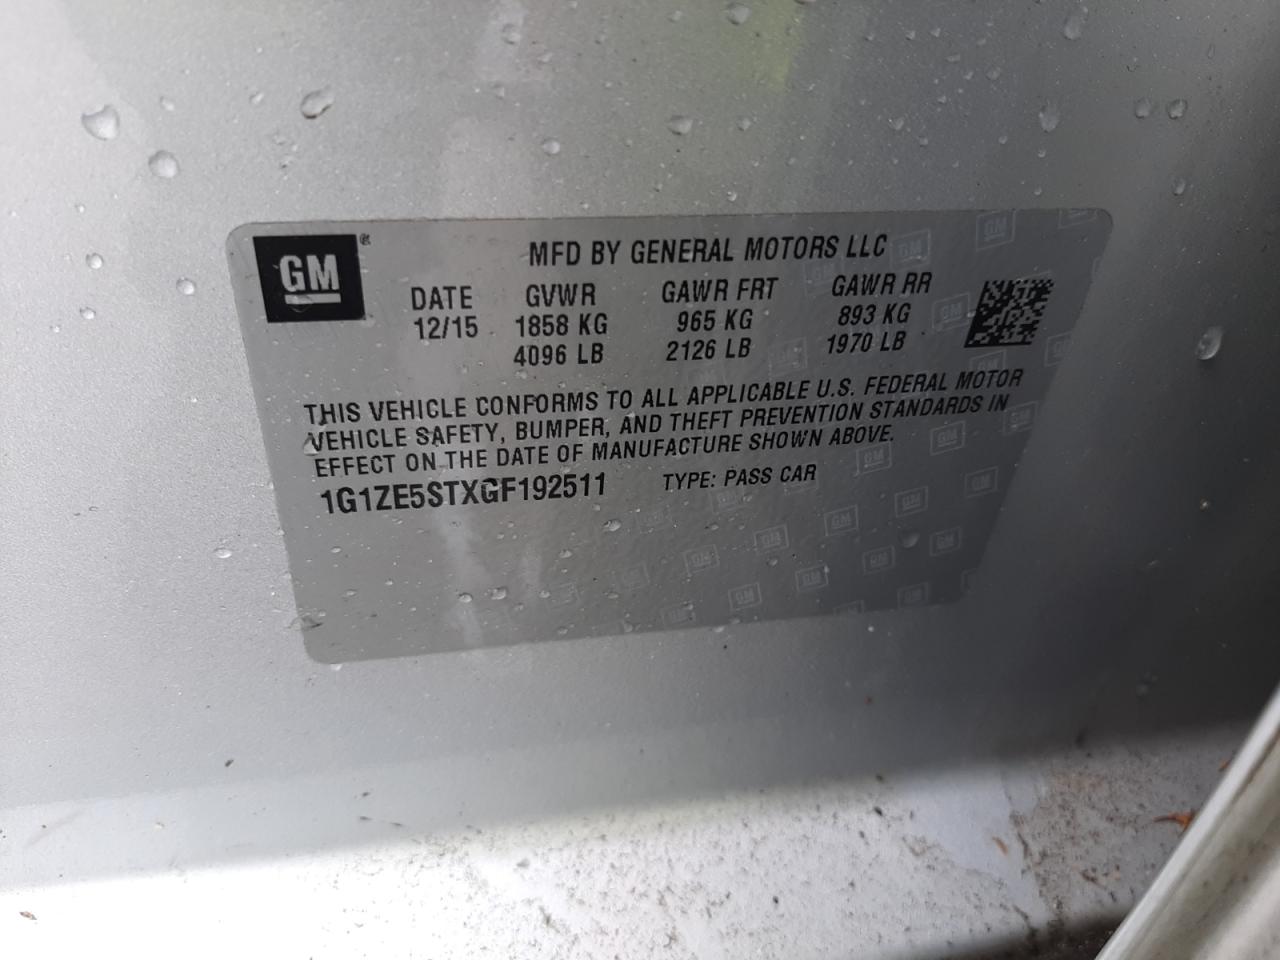 GM®
MFD BY GENERAL MOTORS LLC
DATE GVWR GAWR FRT GAWR RR
12/15 1858 KG 965 KG 893 KG
4096 LB 2126 LB 1970 LB
THIS VEHICLE CONFORMS TO ALL APPLICABLE U.S. FEDERAL MOTOR
VEHICLE SAFETY, BUMPER, AND THEFT PREVENTION STANDARDS IN
EFFECT ON THE DATE OF MANUFACTURE SHOWN ABOVE.
1G1ZE5STXGF192511 TYPE: PASS CAR